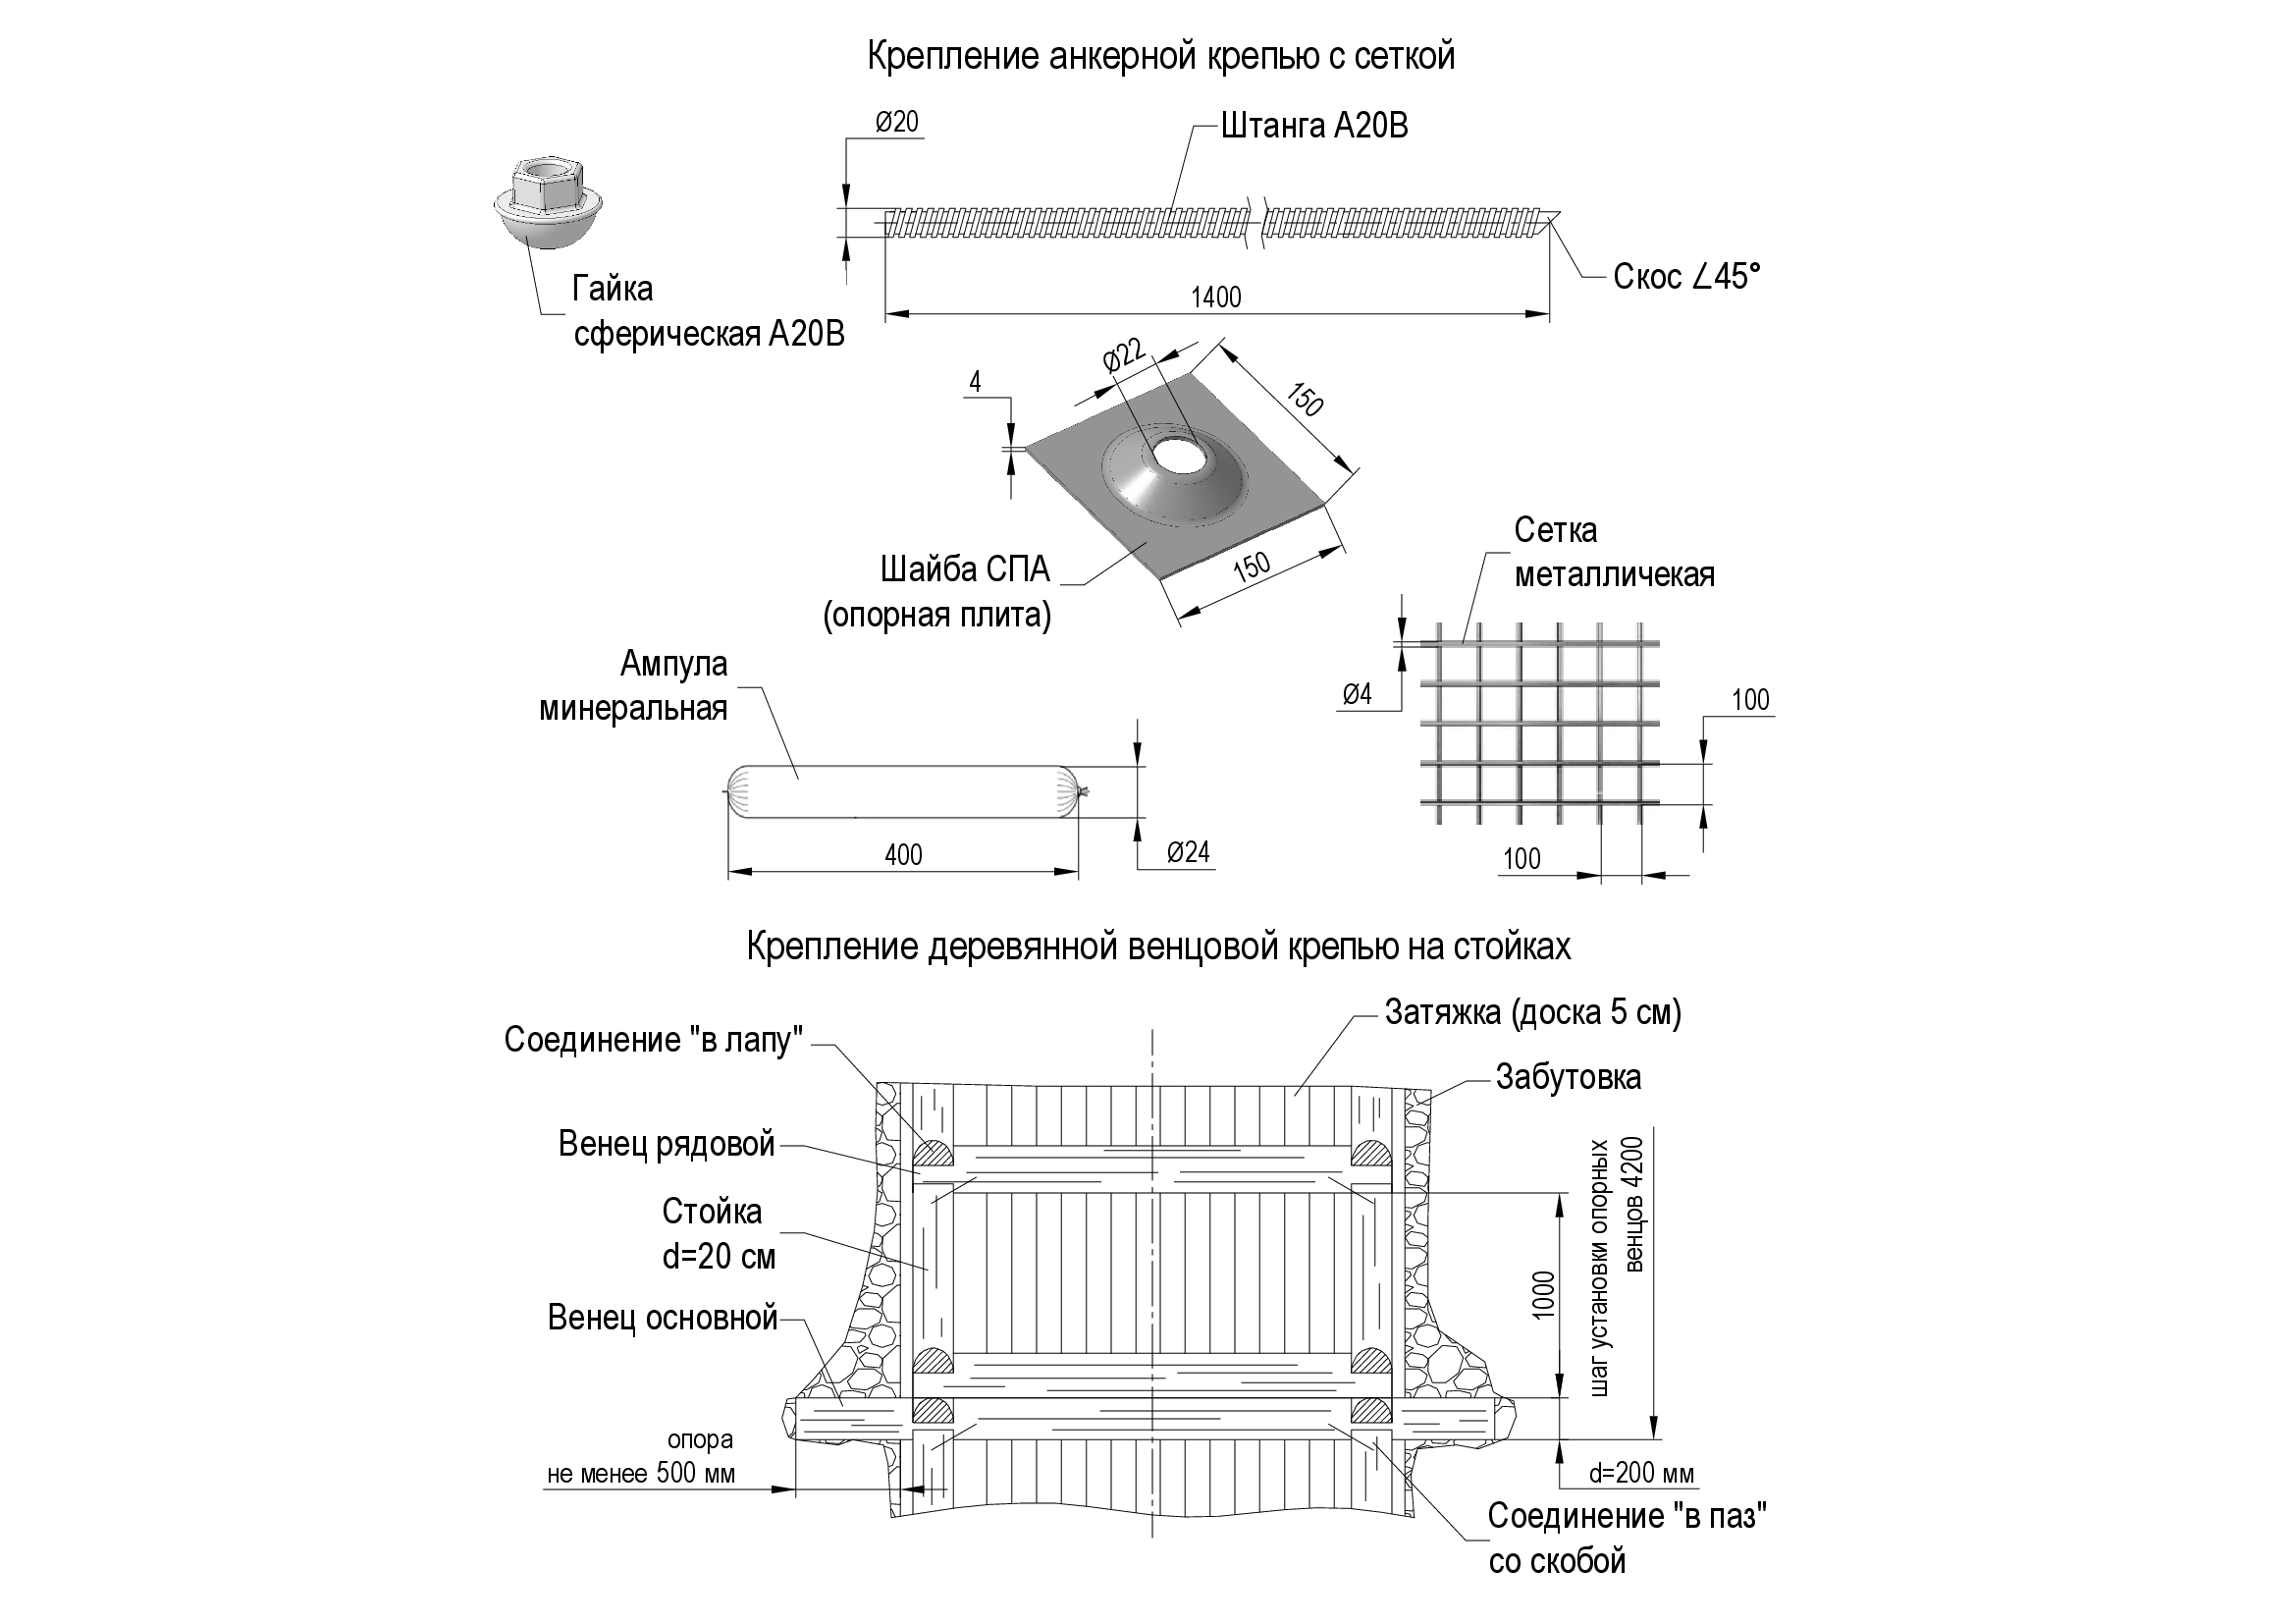 Крепление анкерной крепью с сеткой
Ø20
Штанга А20В
Гайка
сферическая А20В
Скос ∠45°
1400
Ø22
150
4
150
Шайба СПА
(опорная плита)
Сетка
металличекая
Ø4
100
100
Ампула
минеральная
400
Ø24
Крепление деревянной венцовой крепью на стойках
Затяжка (доска 5 см)
Соединение "в лапу"
Забутовка
Венец рядовой
Стойка
d=20 см
Венец основной
1000
шаг установки опорных
венцов 4200
опора
не менее 500 мм
d=200 мм
Соединение "в паз"
со скобой